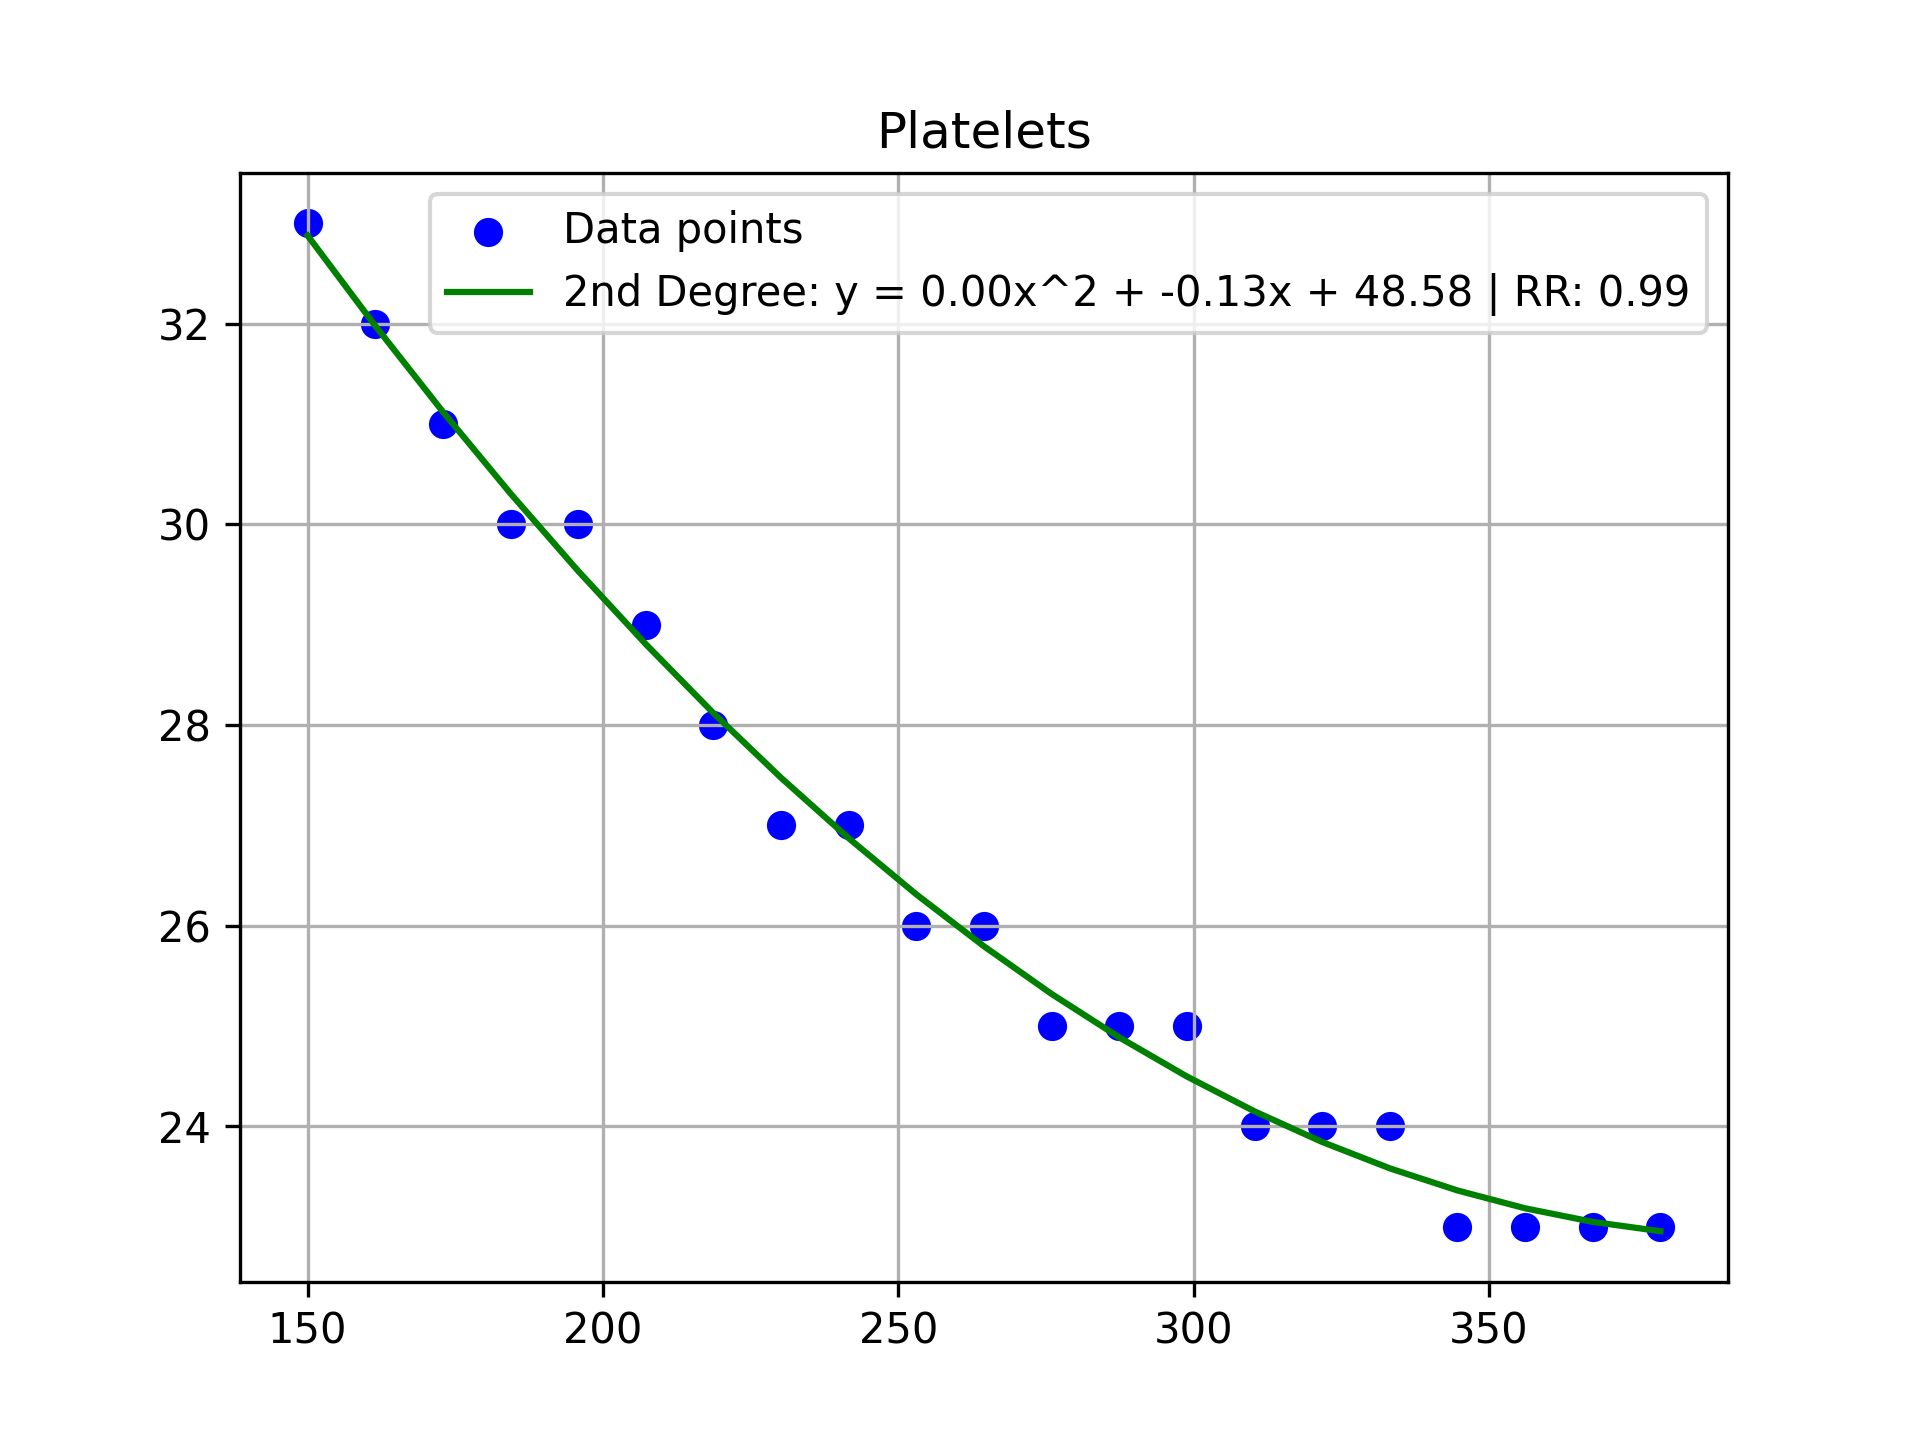 Platelets
Data points
2nd Degree: y = 0.00x^2 + -0.13x + 48.58 | RR: 0.99
32
30
28
26
24
150 200 250 300 350